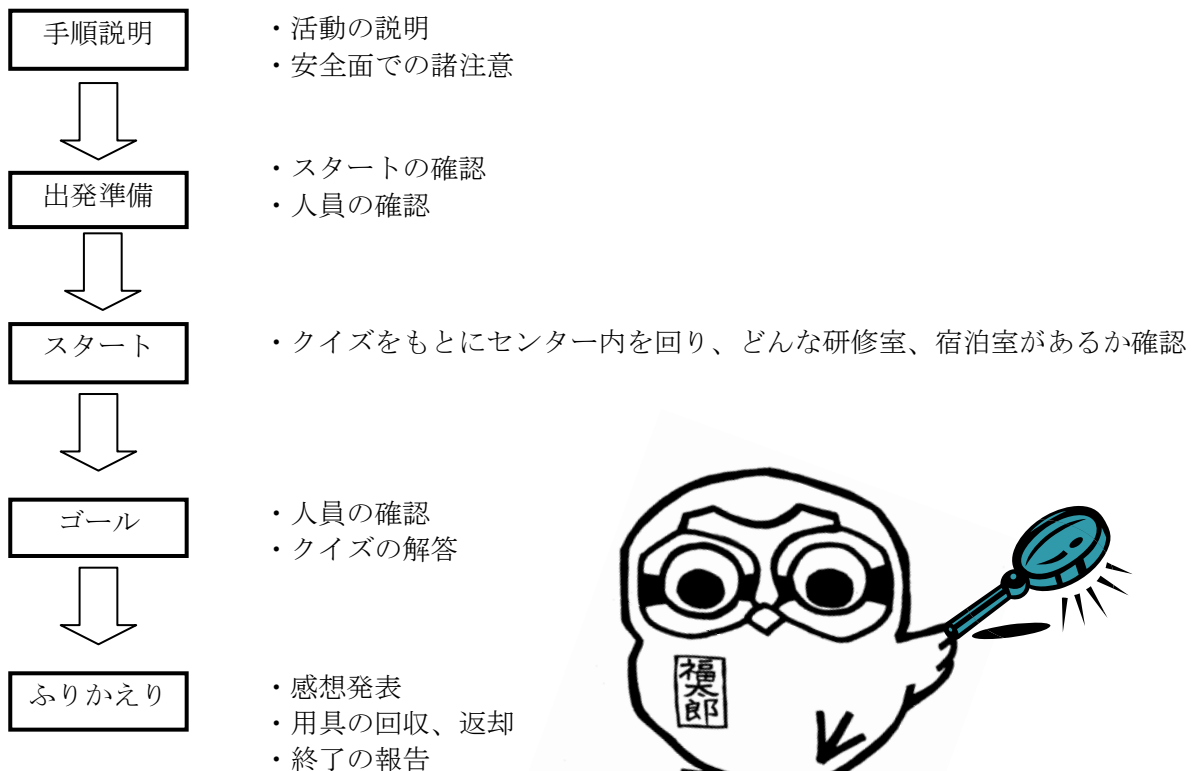 手順説明
・活動の説明
・安全面での諸注意
出発準備
・スタートの確認
・人員の確認
スタート
・クイズをもとにセンター内を回り、どんな研修室、宿泊室があるか確認
ゴール
・人員の確認
・クイズの解答
ふりかえり
・感想発表
・用具の回収、返却
・終了の報告
福太郎